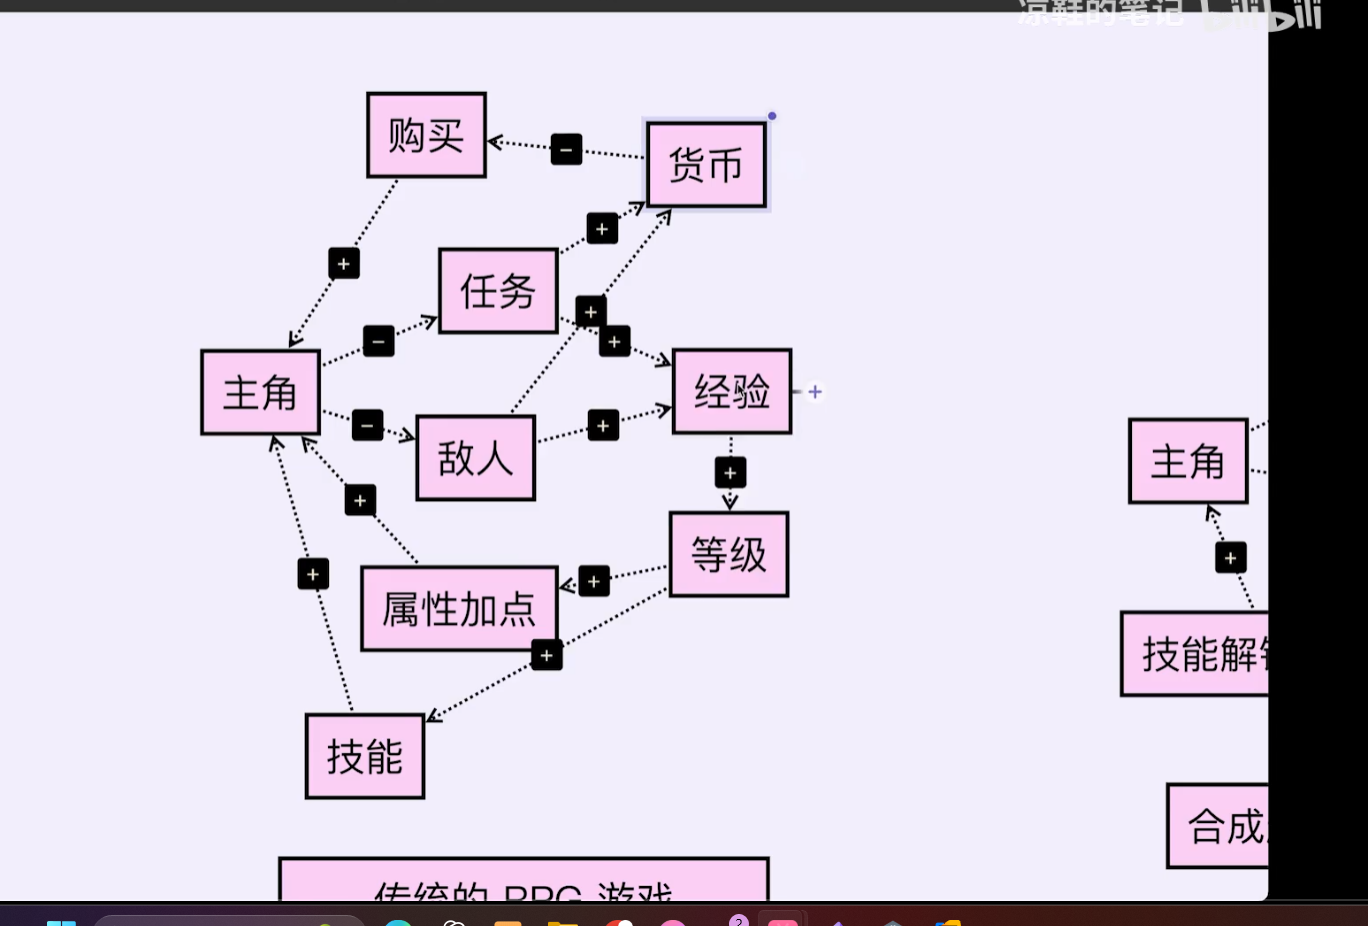 凉鞋的笔记 bilibili
购买
货币
任务
主角
经验
敌人
等级
属性加点
技能
传统的 RPG 游戏
主角
技能解
合成
2